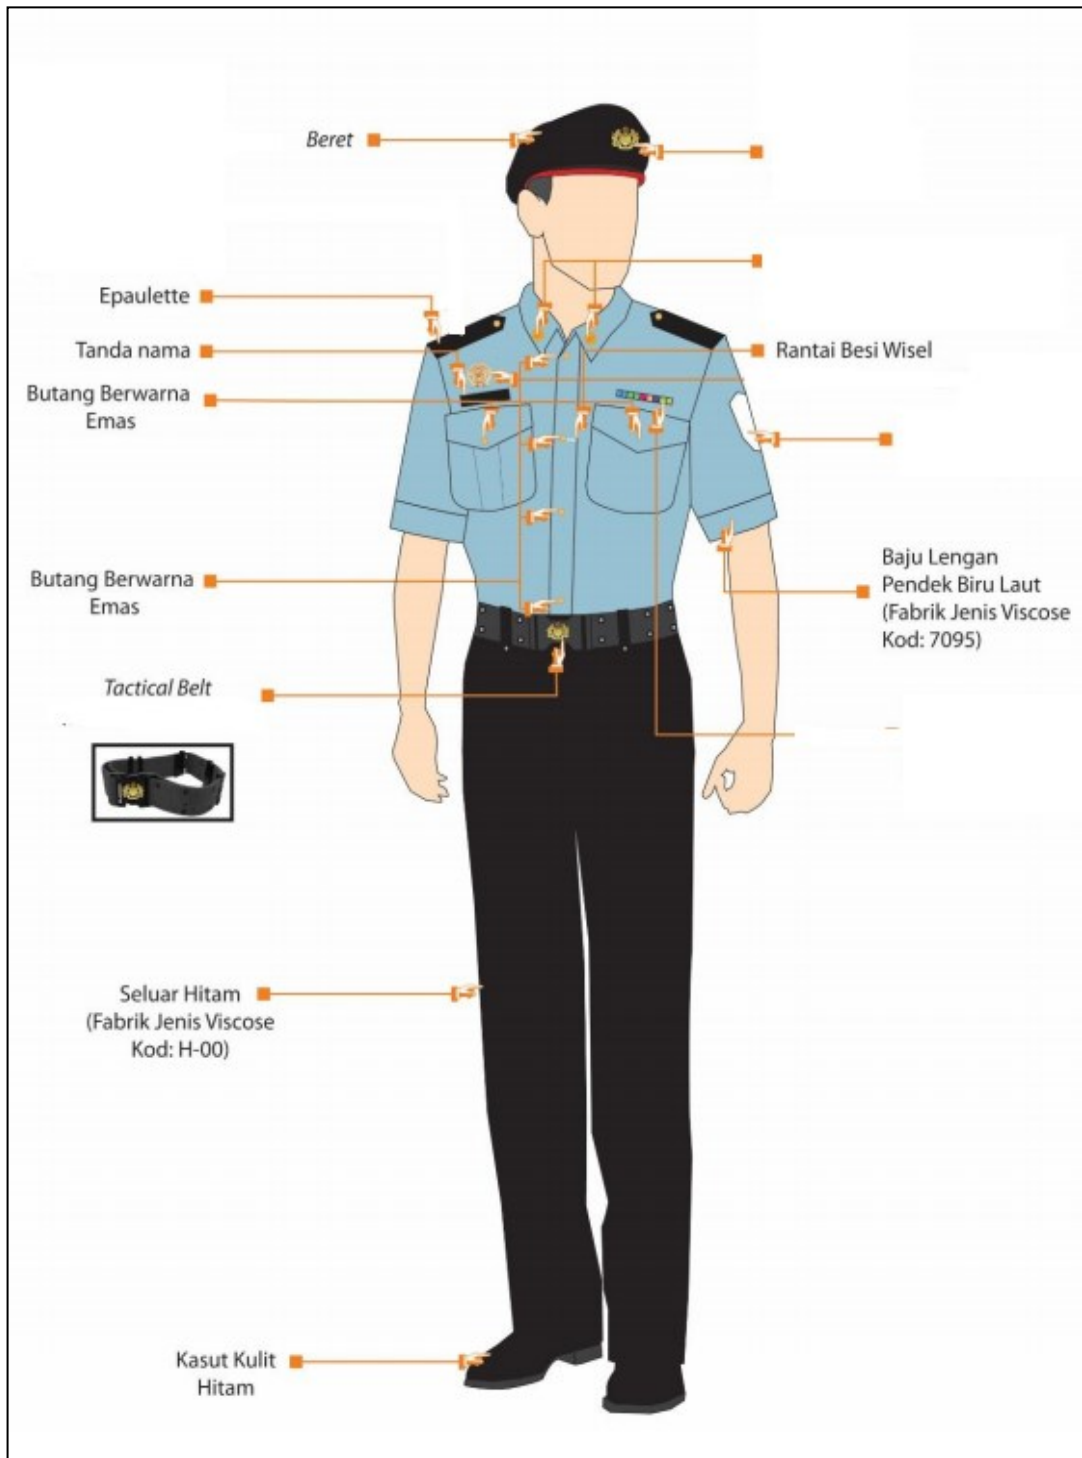 Beret
Epaulette
Tanda nama
Rantai Besi Wisel
Butang Berwarna
Emas
Butang Berwarna
Emas
Baju Lengan
Pendek Biru Laut
(Fabrik Jenis Viscose
Kod: 7095)
Tactical Belt
Seluar Hitam
(Fabrik Jenis Viscose
Kod: H-00)
Kasut Kulit
Hitam